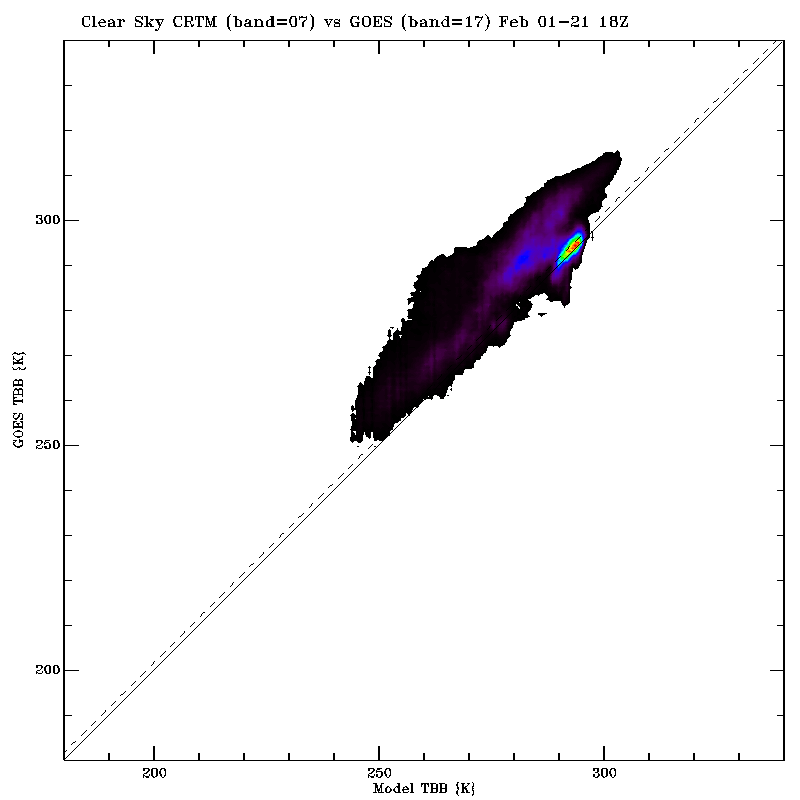 Clear Sky CRTM (band=07) vs GOES (band=17) Feb 01-21 18Z
300
250
200
GOES TBB {K}
200 250 300
Model TBB {K}